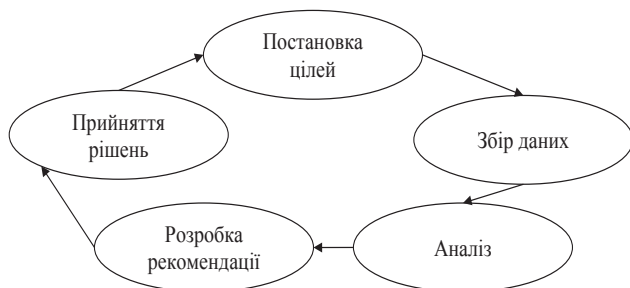 Постановка
цілей
Прийняття
рішень
Збір даних
Розробка
рекомендації
Аналіз